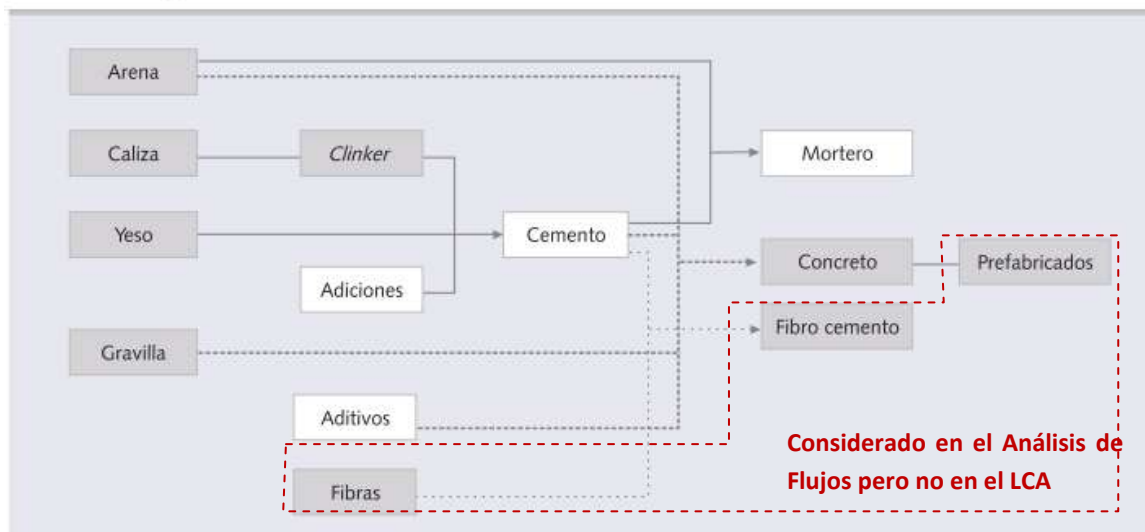 Arena
Caliza
Clinker
Mortero
Yeso
Cemento
Concreto
Prefabricados
Adiciones
Fibro cemento
Gravilla
Aditivos
Considerado en el Análisis de
Flujos pero no en el LCA
Fibras